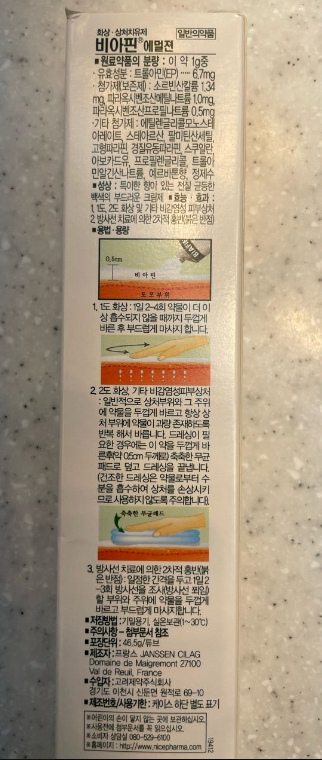 화상·상처치유제
일반의약품
비아핀® 에멀젼
■ 원료약품의 분량 : 이 약 1g중
·유효성분 : 트롤아민(EP) ···· 6.7mg
·첨가제(보존제) : 소르빈산칼륨 1.34
mg, 파라옥시벤조산에틸나트륨 1.0mg,
파라옥시벤조산프로필나트륨 0.5mg
·기타 첨가제 : 에틸렌글리콜모노스테
아레이트, 스테아르산, 팔미틴산세틸,
고형파라핀, 경질유동파라핀, 스쿠알란,
아보카드유, 프로필렌글리콜, 트롤아
민알긴산나트륨, 예르바톤향, 정제수
■ 성상 : 특이한 향이 있는 전질 균등한
백색의 부드러운 크림제 ■ 효능·효과 :
1. 1도, 2도 화상 및 기타 비감염성 피부상처
2. 방사선 치료에 의한 2차적 홍반(붉은 반점)
■ 용법·용량
0.5cm
비아핀
도포부위
1. 1도 화상 : 1일 2~4회 약물이 더 이
상 흡수되지 않을 때까지 두껍게
바른 후 부드럽게 마사지 합니다.
2. 2도 화상, 기타 비감염성피부상처
: 일반적으로 상처부위와 그 주위
에 약물을 두껍게 바르고 항상 상
처 부위에 약물이 과량 존재하도록
반복 해서 바릅니다. 드레싱이 필
요한 경우에는 이 약을 두껍게 바
른후(약 0.5cm 두께로) 축축한 무균
패드로 덮고 드레싱을 끝냅니다.
(건조한 드레싱은 약물로부터 수
분을 흡수하여 상처를 손상시키
므로 사용하지 않도록 주의합니다.)
축축한 무균패드
3. 방사선 치료에 의한 2차적 홍반(붉
은 반점) : 일정한 간격을 두고 1일 2
~3회 방사선을 조사(방사선 쬐임)
할 부위와 주위에 약물을 두껍게
바르고 부드럽게 마사지합니다.
■ 저장방법 : 기밀용기, 실온보관(1~30℃)
■ 주의사항 - 첨부문서 참조
■ 포장단위 : 46.5g/튜브
■ 제조자 : 프랑스 JANSSEN CILAG
Domaine de Maigremont 27100
Val de Reuil, France
■ 수입자 : 고려제약주식회사
경기도 이천시 신둔면 원적로 69-10
■ 제조번호/사용기한 : 케이스 하단 별도 표기
※ 어린이의 손이 닿지 않는 곳에 보관하십시오.
※ 사용전에 첨부문서를 꼭 읽으십시오.
※ 소비자 상담실 080-529-6100
※ 홈페이지 : http://www.nicepharma.com
19412